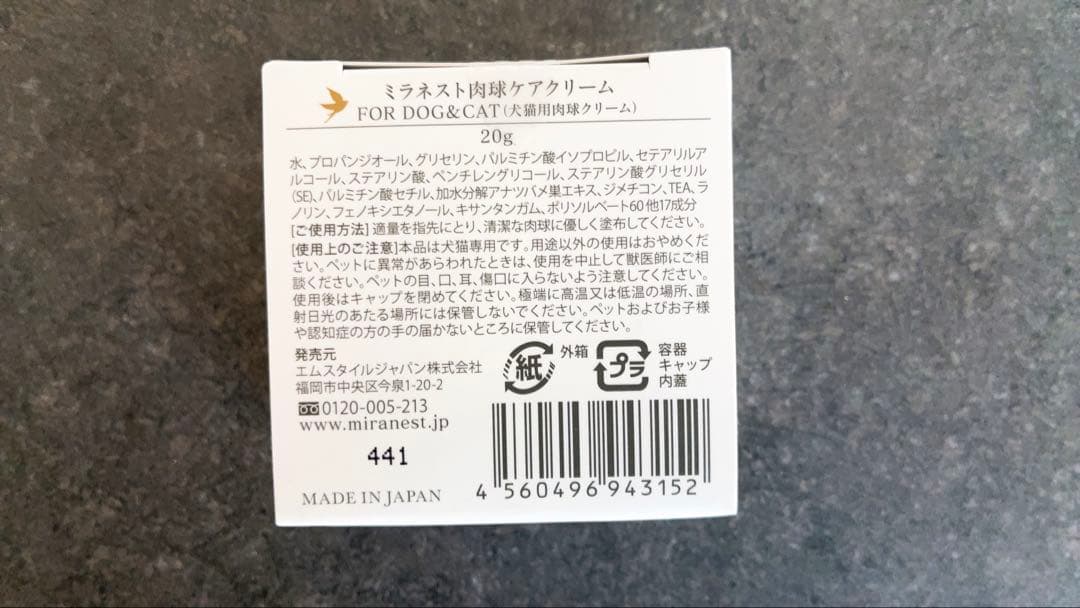 ミラネスト肉球ケアクリーム
FOR DOG&CAT(犬猫用肉球クリーム)
20g
水、プロパンジオール、グリセリン、パルミチン酸イソプロピル、セテアリルア
ルコール、ステアリン酸、ペンチレングリコール、ステアリン酸グリセリル
(SE)、パルミチン酸セチル、加水分解アナツバメ巣エキス、ジメチコン、TEA、ラ
ノリン、フェノキシエタノール、キサンタンガム、ポリソルベート60 他17成分
[ご使用方法] 適量を指先にとり、清潔な肉球に優しく塗布してください。
[使用上のご注意]本品は犬猫専用です。用途以外の使用はおやめくだ
さい。ペットに異常があらわれたときは、使用を中止して獣医師にご相
談ください。ペットの目、口、耳、傷口に入らないよう注意してください。
使用後はキャップを閉めてください。極端に高温又は低温の場所、直
射日光のあたる場所には保管しないでください。ペットおよびお子様
や認知症の方の手の届かないところに保管してください。
発売元
エムスタイルジャパン株式会社
福岡市中央区今泉1-20-2
0120-005-213
www.miranest.jp
紙
外箱
プラ
容器
キャップ
内蓋
441
MADE IN JAPAN
4 560496 943152